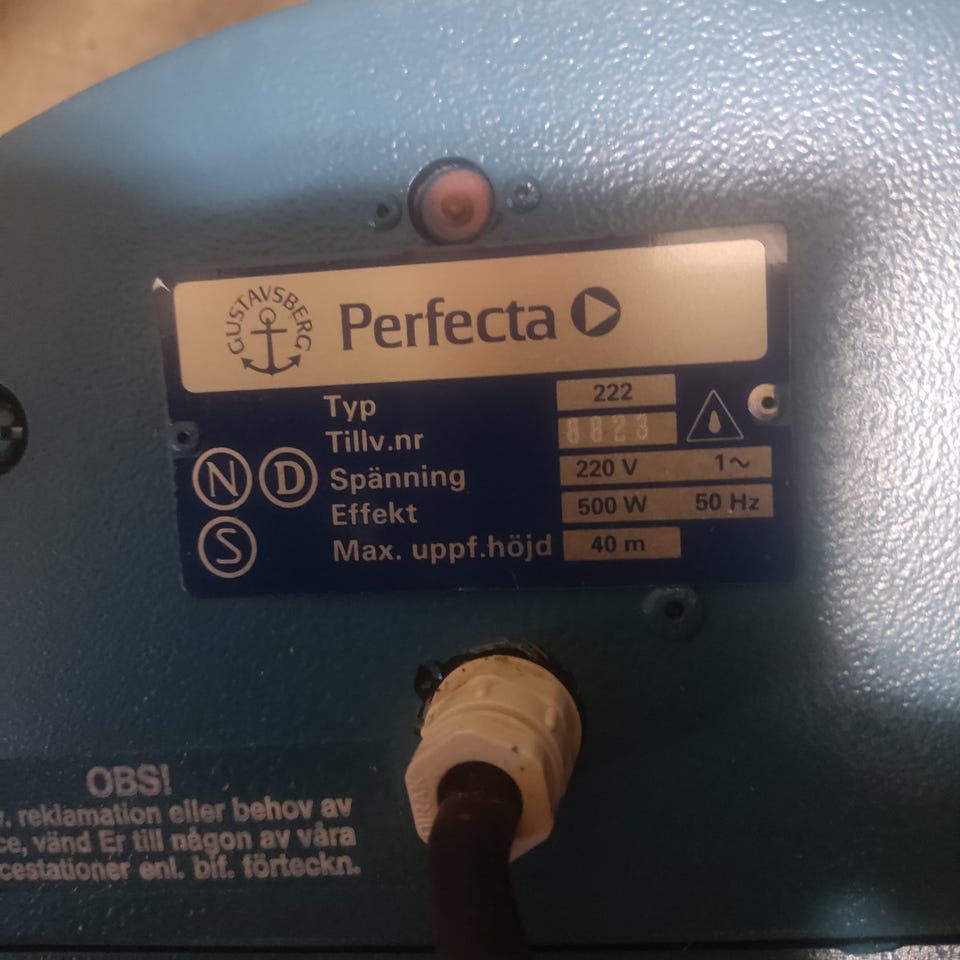 GUSTAVSBERG
Perfecta
Typ 222
Tillv.nr 8823
Spänning 220 V 1~
Effekt 500 W 50 Hz
Max. uppf.höjd 40 m
N D
S
OBS!
reklamation eller behov av
vänd Er till någon av våra
cestationer enl. bif. förteckn.